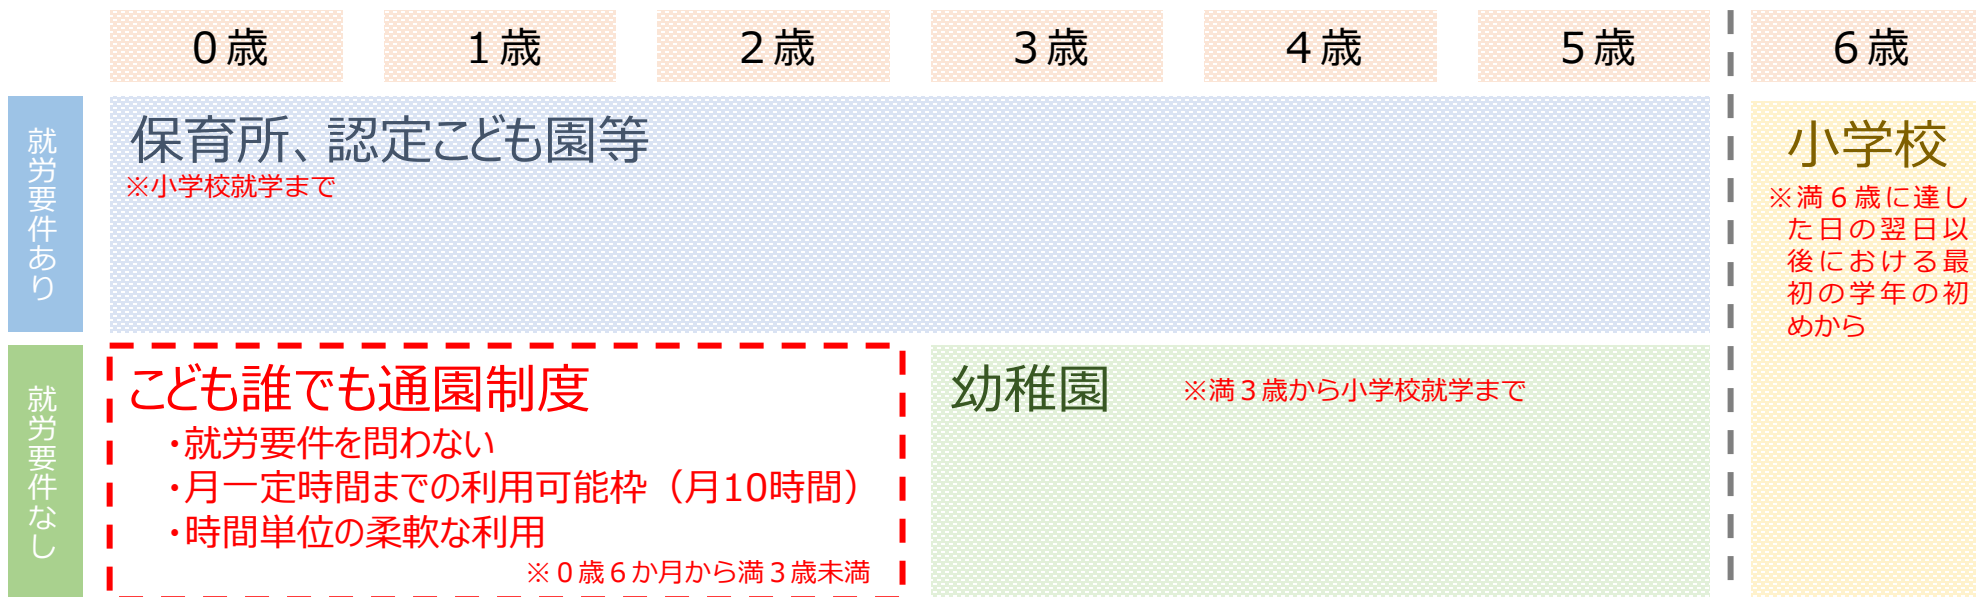 0歳
1歳
2歳
3歳
4歳
5歳
6歳
就労要件あり
保育所、認定こども園等
※小学校就学まで
小学校
※満6歳に達し
た日の翌日以
後における最
初の学年の初
めから
就労要件なし
こども誰でも通園制度
・就労要件を問わない
・月一定時間までの利用可能枠（月10時間）
・時間単位の柔軟な利用
※0歳6か月から満3歳未満
幼稚園
※満3歳から小学校就学まで